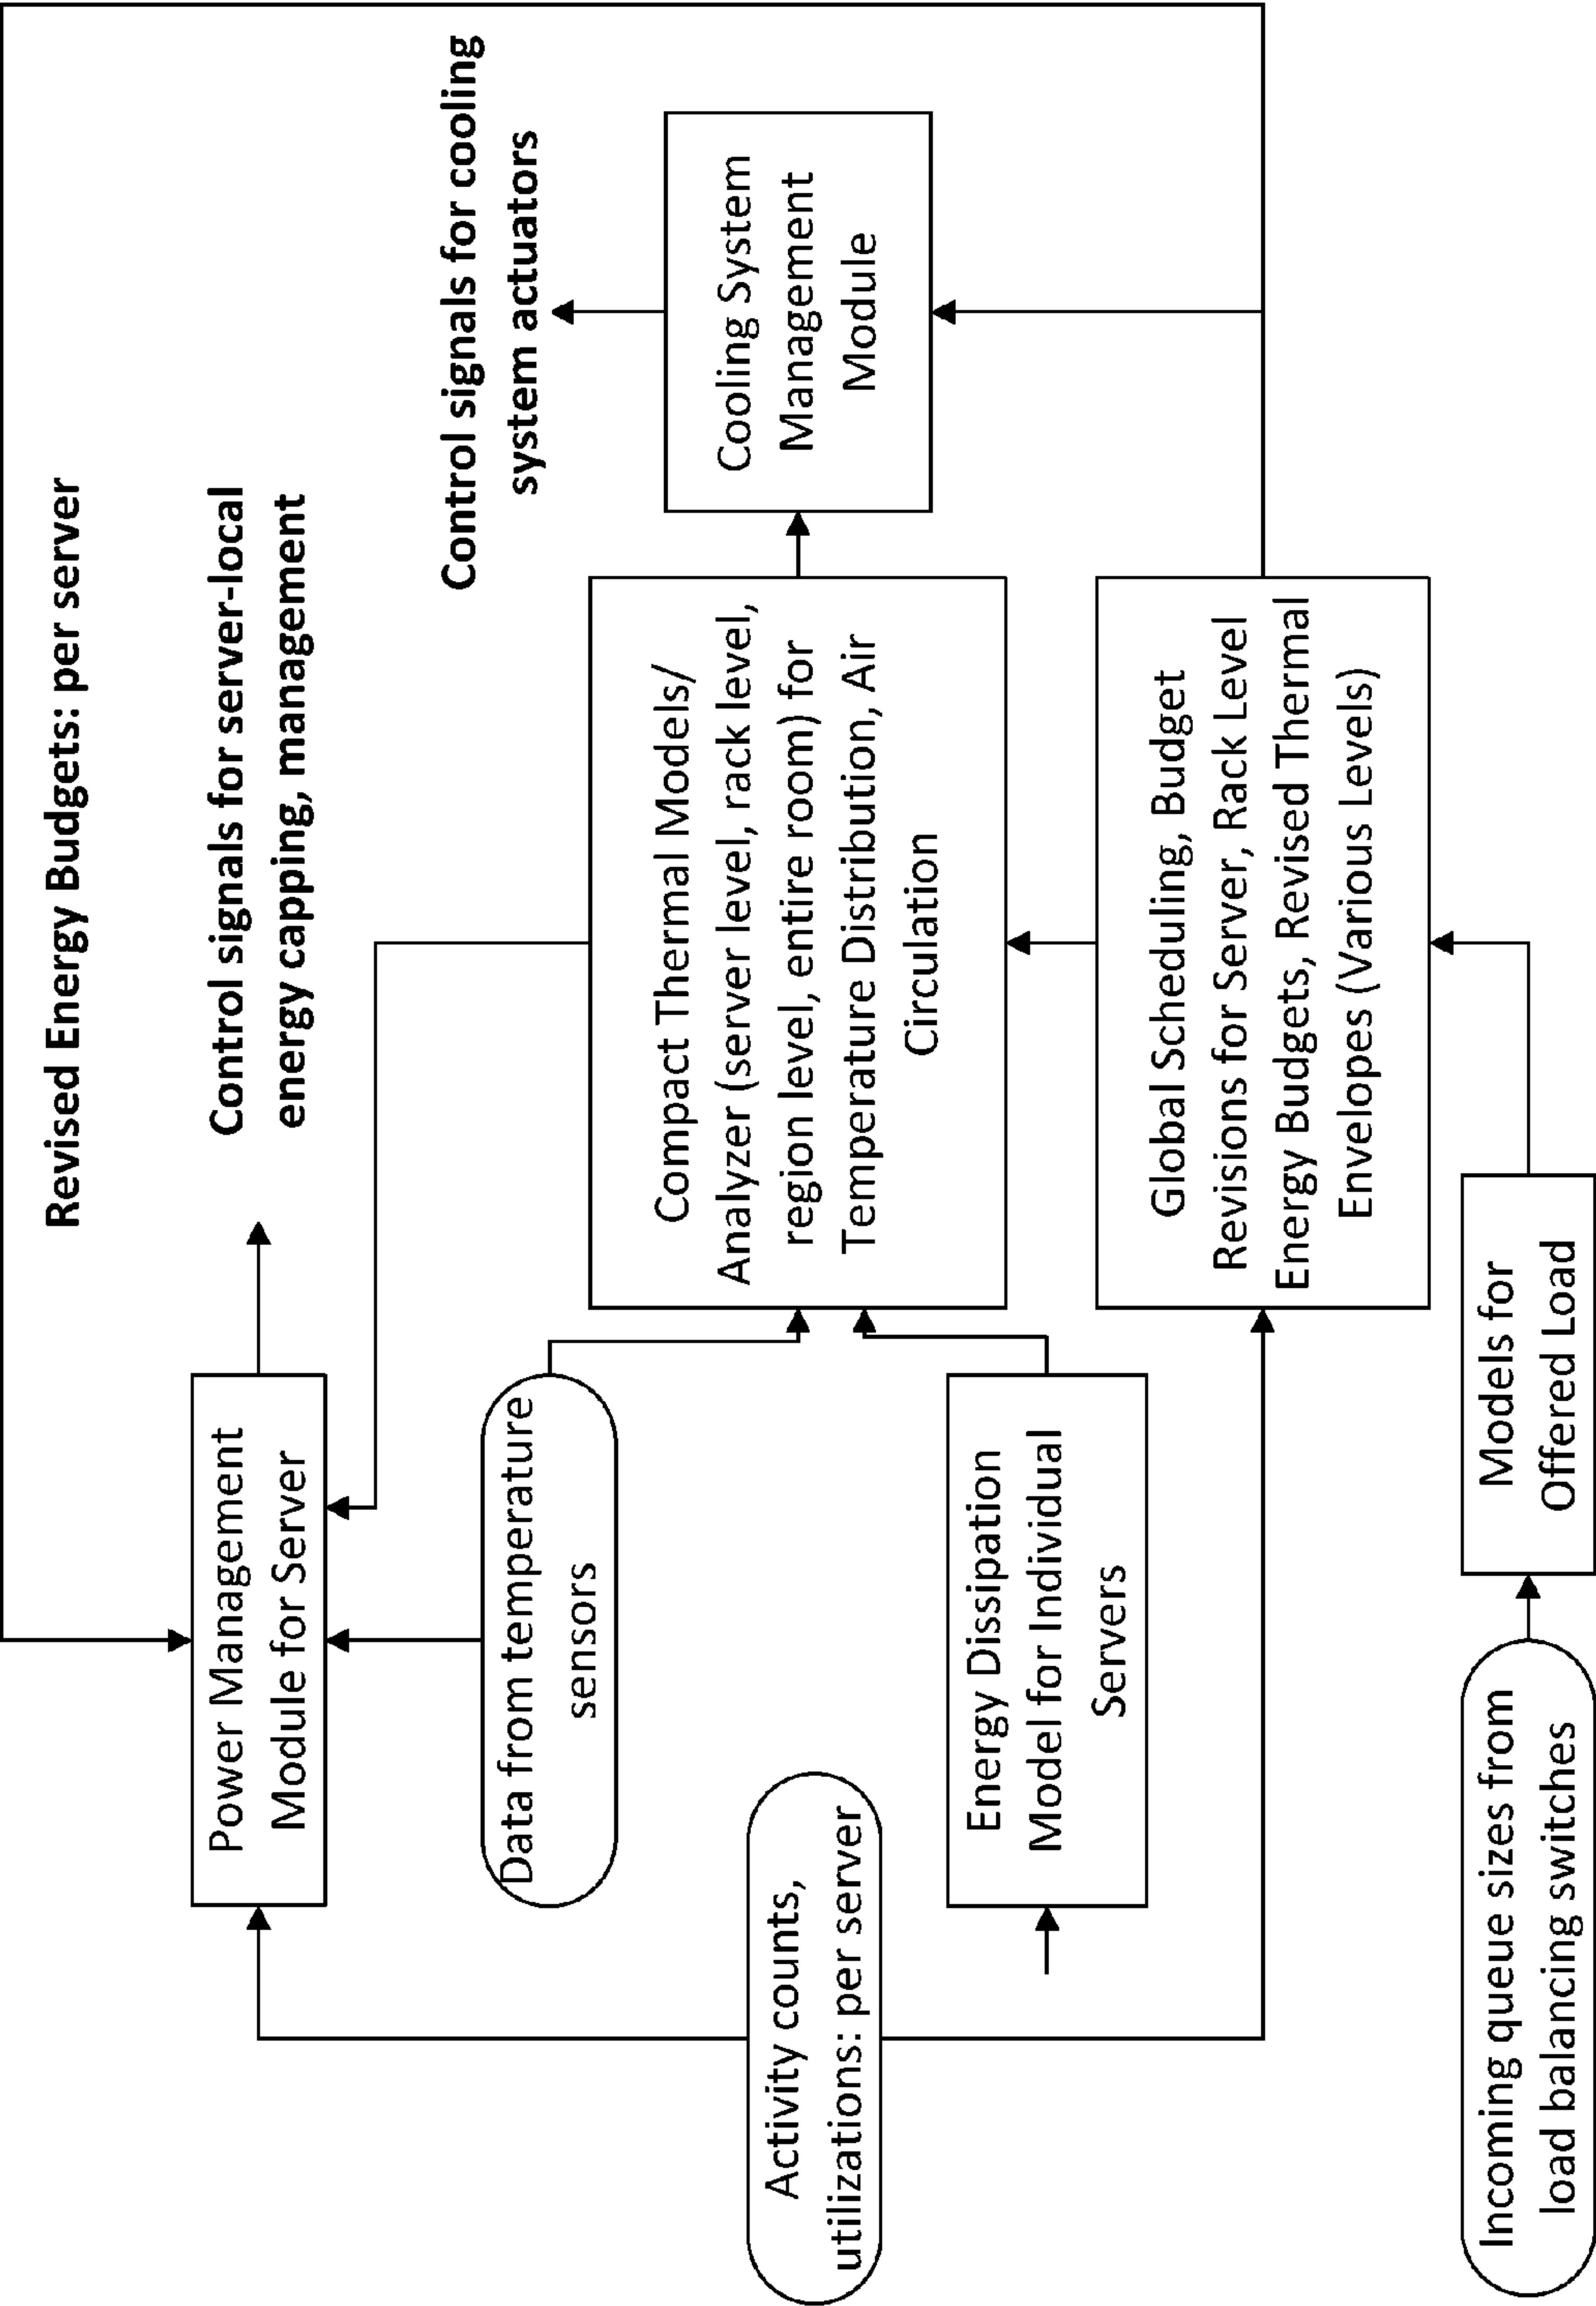 Revised Energy Budgets: per server
Control signals for server-local
energy capping, management
Power Management
Module for Server
Control signals for cooling
system actuators
Data from temperature
sensors
Compact Thermal Models/
Analyzer (server level, rack level,
region level, entire room) for
Temperature Distribution, Air
Circulation
Cooling System
Management
Module
Activity counts,
utilizations: per server
Energy Dissipation
Model for Individual
Servers
Global Scheduling, Budget
Revisions for Server, Rack Level
Energy Budgets, Revised Thermal
Envelopes (Various Levels)
Incoming queue sizes from
load balancing switches
Models for
Offered Load